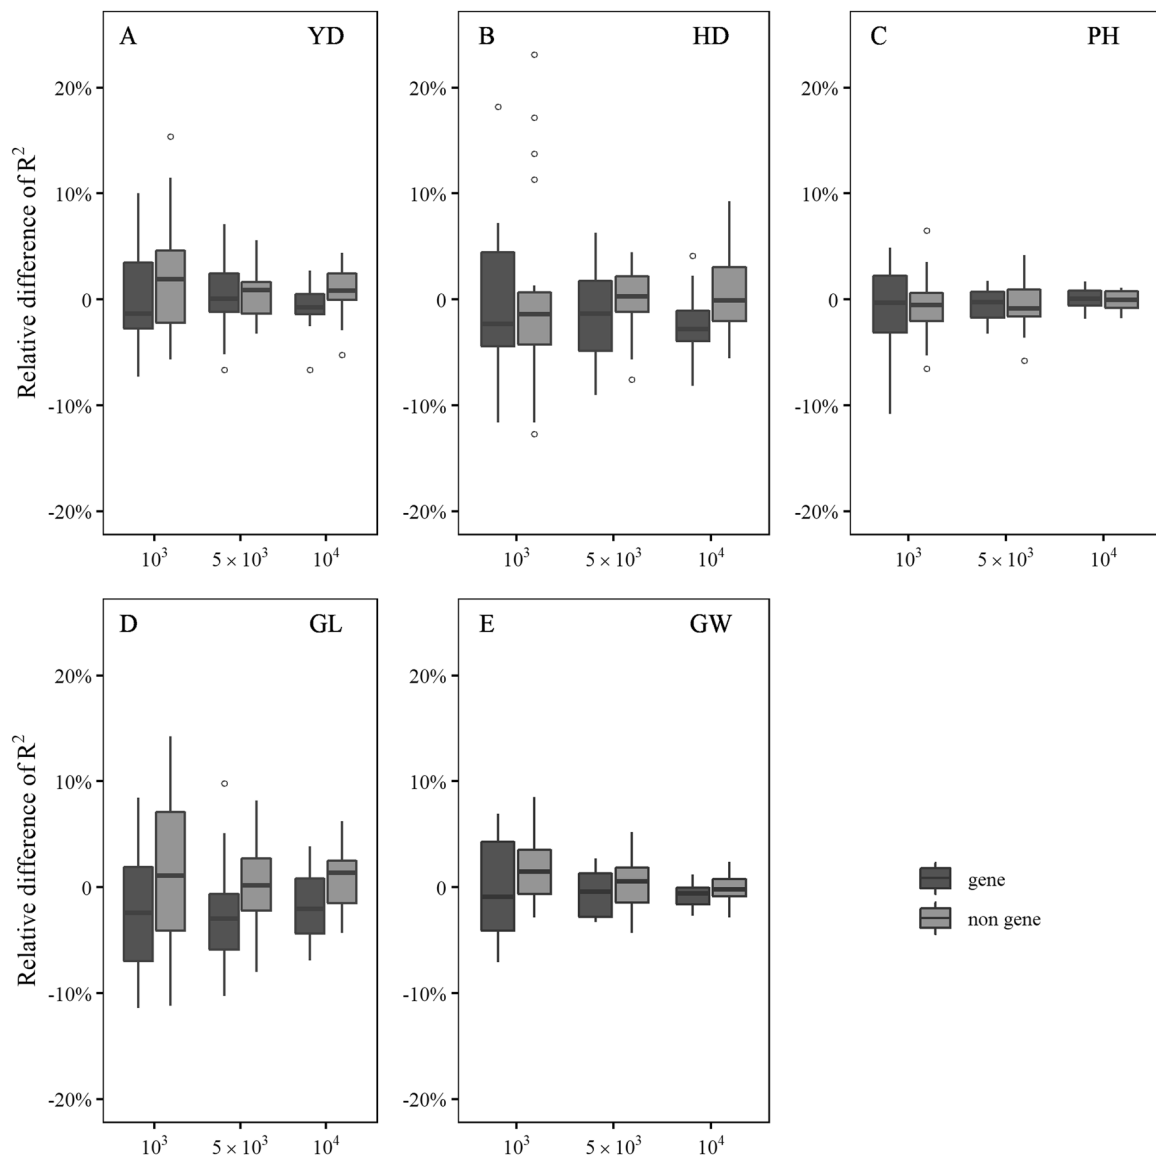 A YD
B HD
C PH
Relative difference of R²
20%
10%
0
-10%
-20%
10³ 5 × 10³ 10⁴
20%
10%
0
-10%
-20%
10³ 5 × 10³ 10⁴
20%
10%
0
-10%
-20%
10³ 5 × 10³ 10⁴
D GL
E GW
Relative difference of R²
20%
10%
0
-10%
-20%
10³ 5 × 10³ 10⁴
20%
10%
0
-10%
-20%
10³ 5 × 10³ 10⁴
gene
non gene